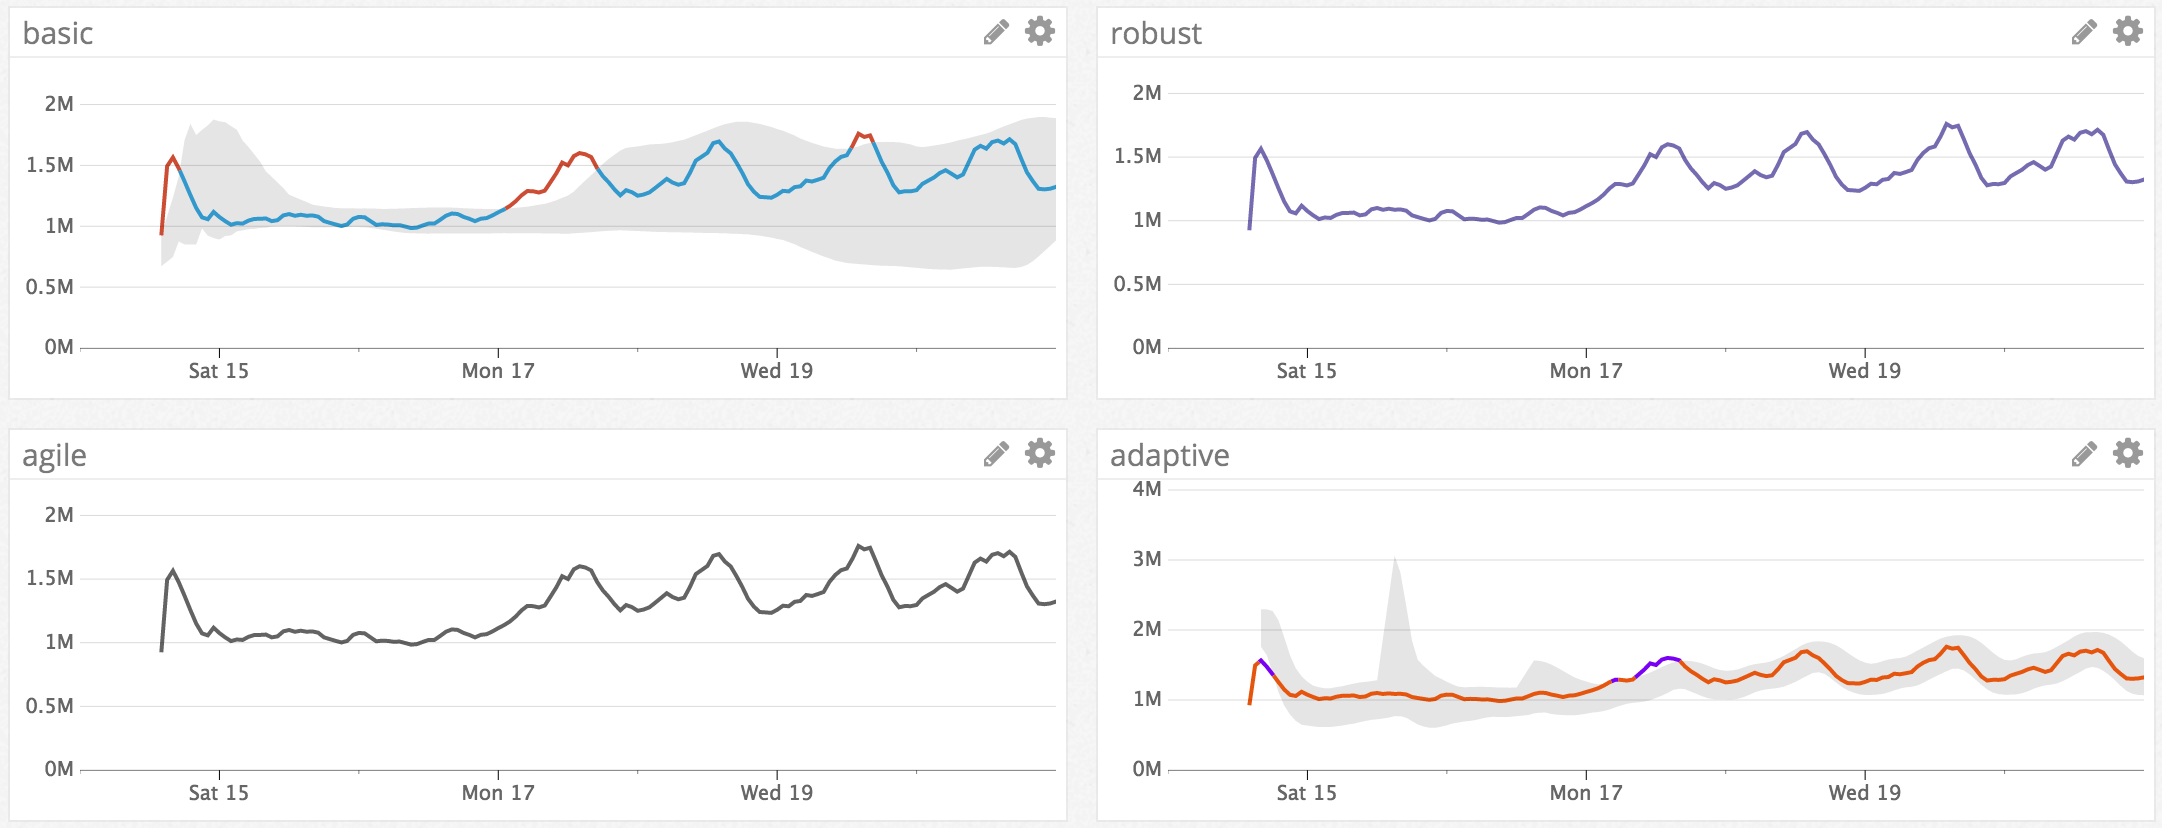 basic
2M
1.5M
1M
0.5M
0M
Sat 15 Mon 17 Wed 19
robust
2M
1.5M
1M
0.5M
0M
Sat 15 Mon 17 Wed 19
agile
2M
1.5M
1M
0.5M
0M
Sat 15 Mon 17 Wed 19
adaptive
4M
3M
2M
1M
0M
Sat 15 Mon 17 Wed 19